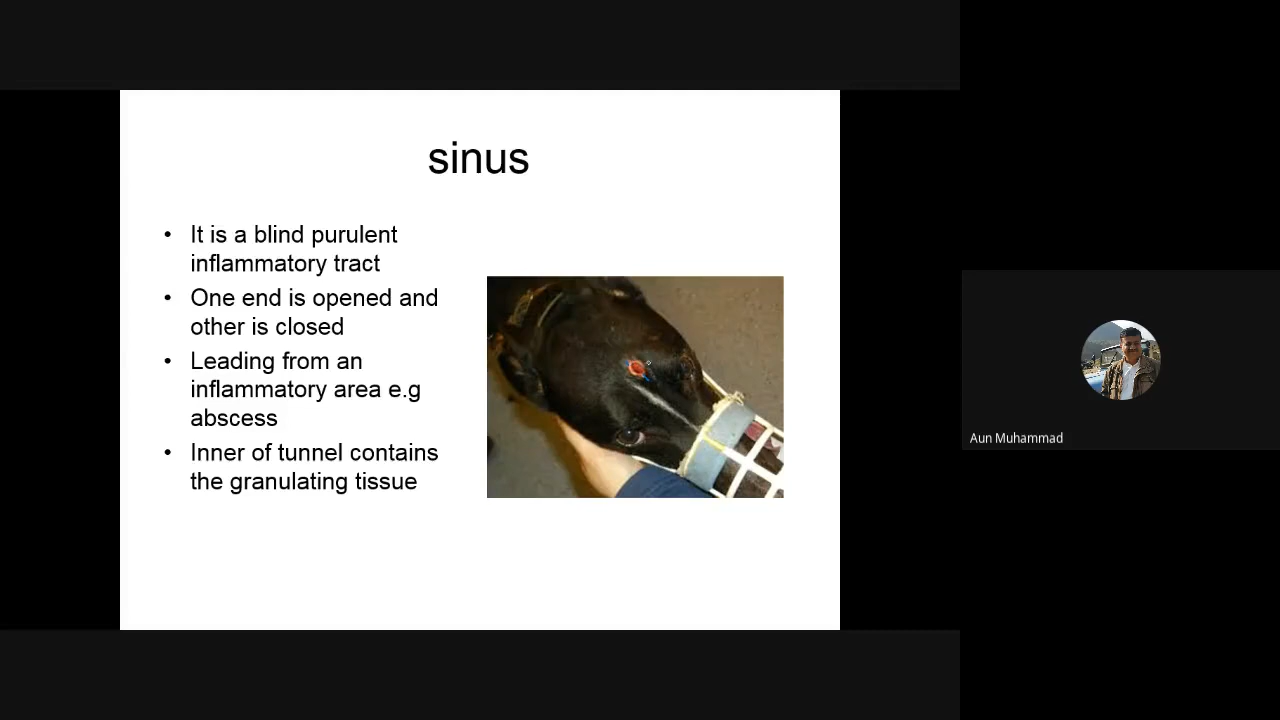 sinus
• It is a blind purulent
inflammatory tract
• One end is opened and
other is closed
• Leading from an
inflammatory area e.g
abscess
• Inner of tunnel contains
the granulating tissue
Aun Muhammad